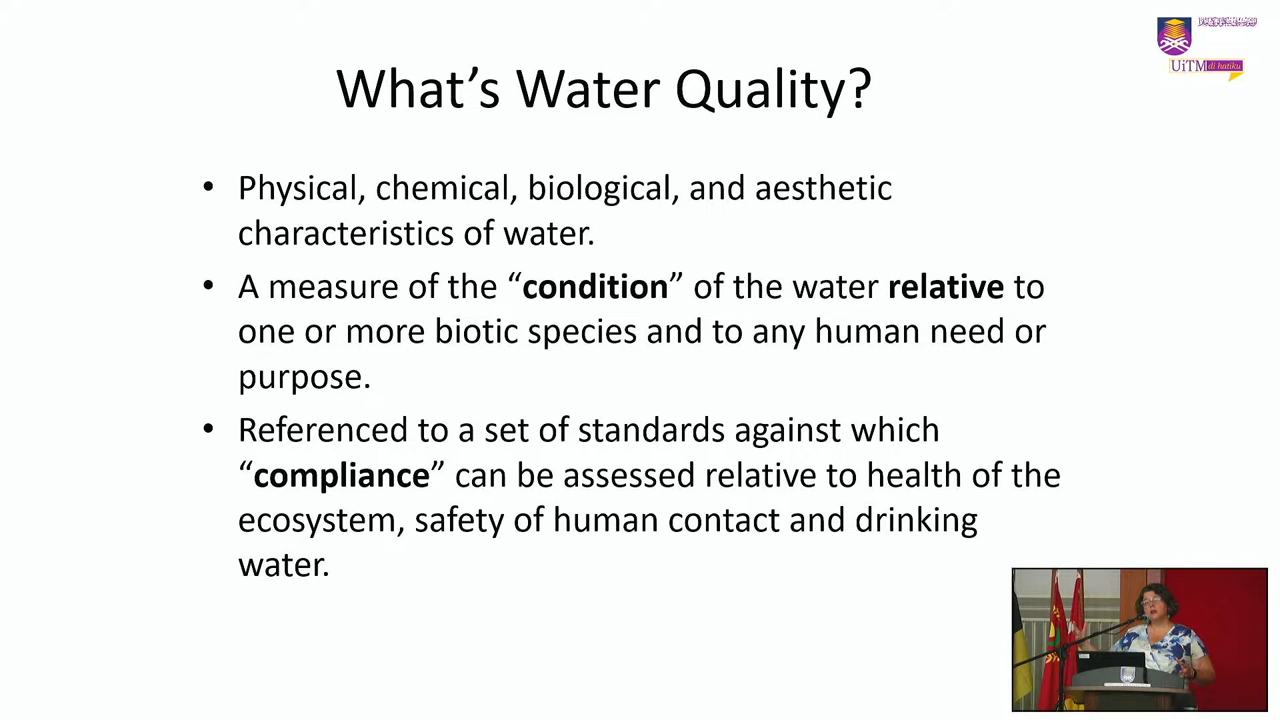 What’s Water Quality?
• Physical, chemical, biological, and aesthetic
characteristics of water.
• A measure of the “condition” of the water relative to
one or more biotic species and to any human need or
purpose.
• Referenced to a set of standards against which
“compliance” can be assessed relative to health of the
ecosystem, safety of human contact and drinking
water.
UiTM di hatiku